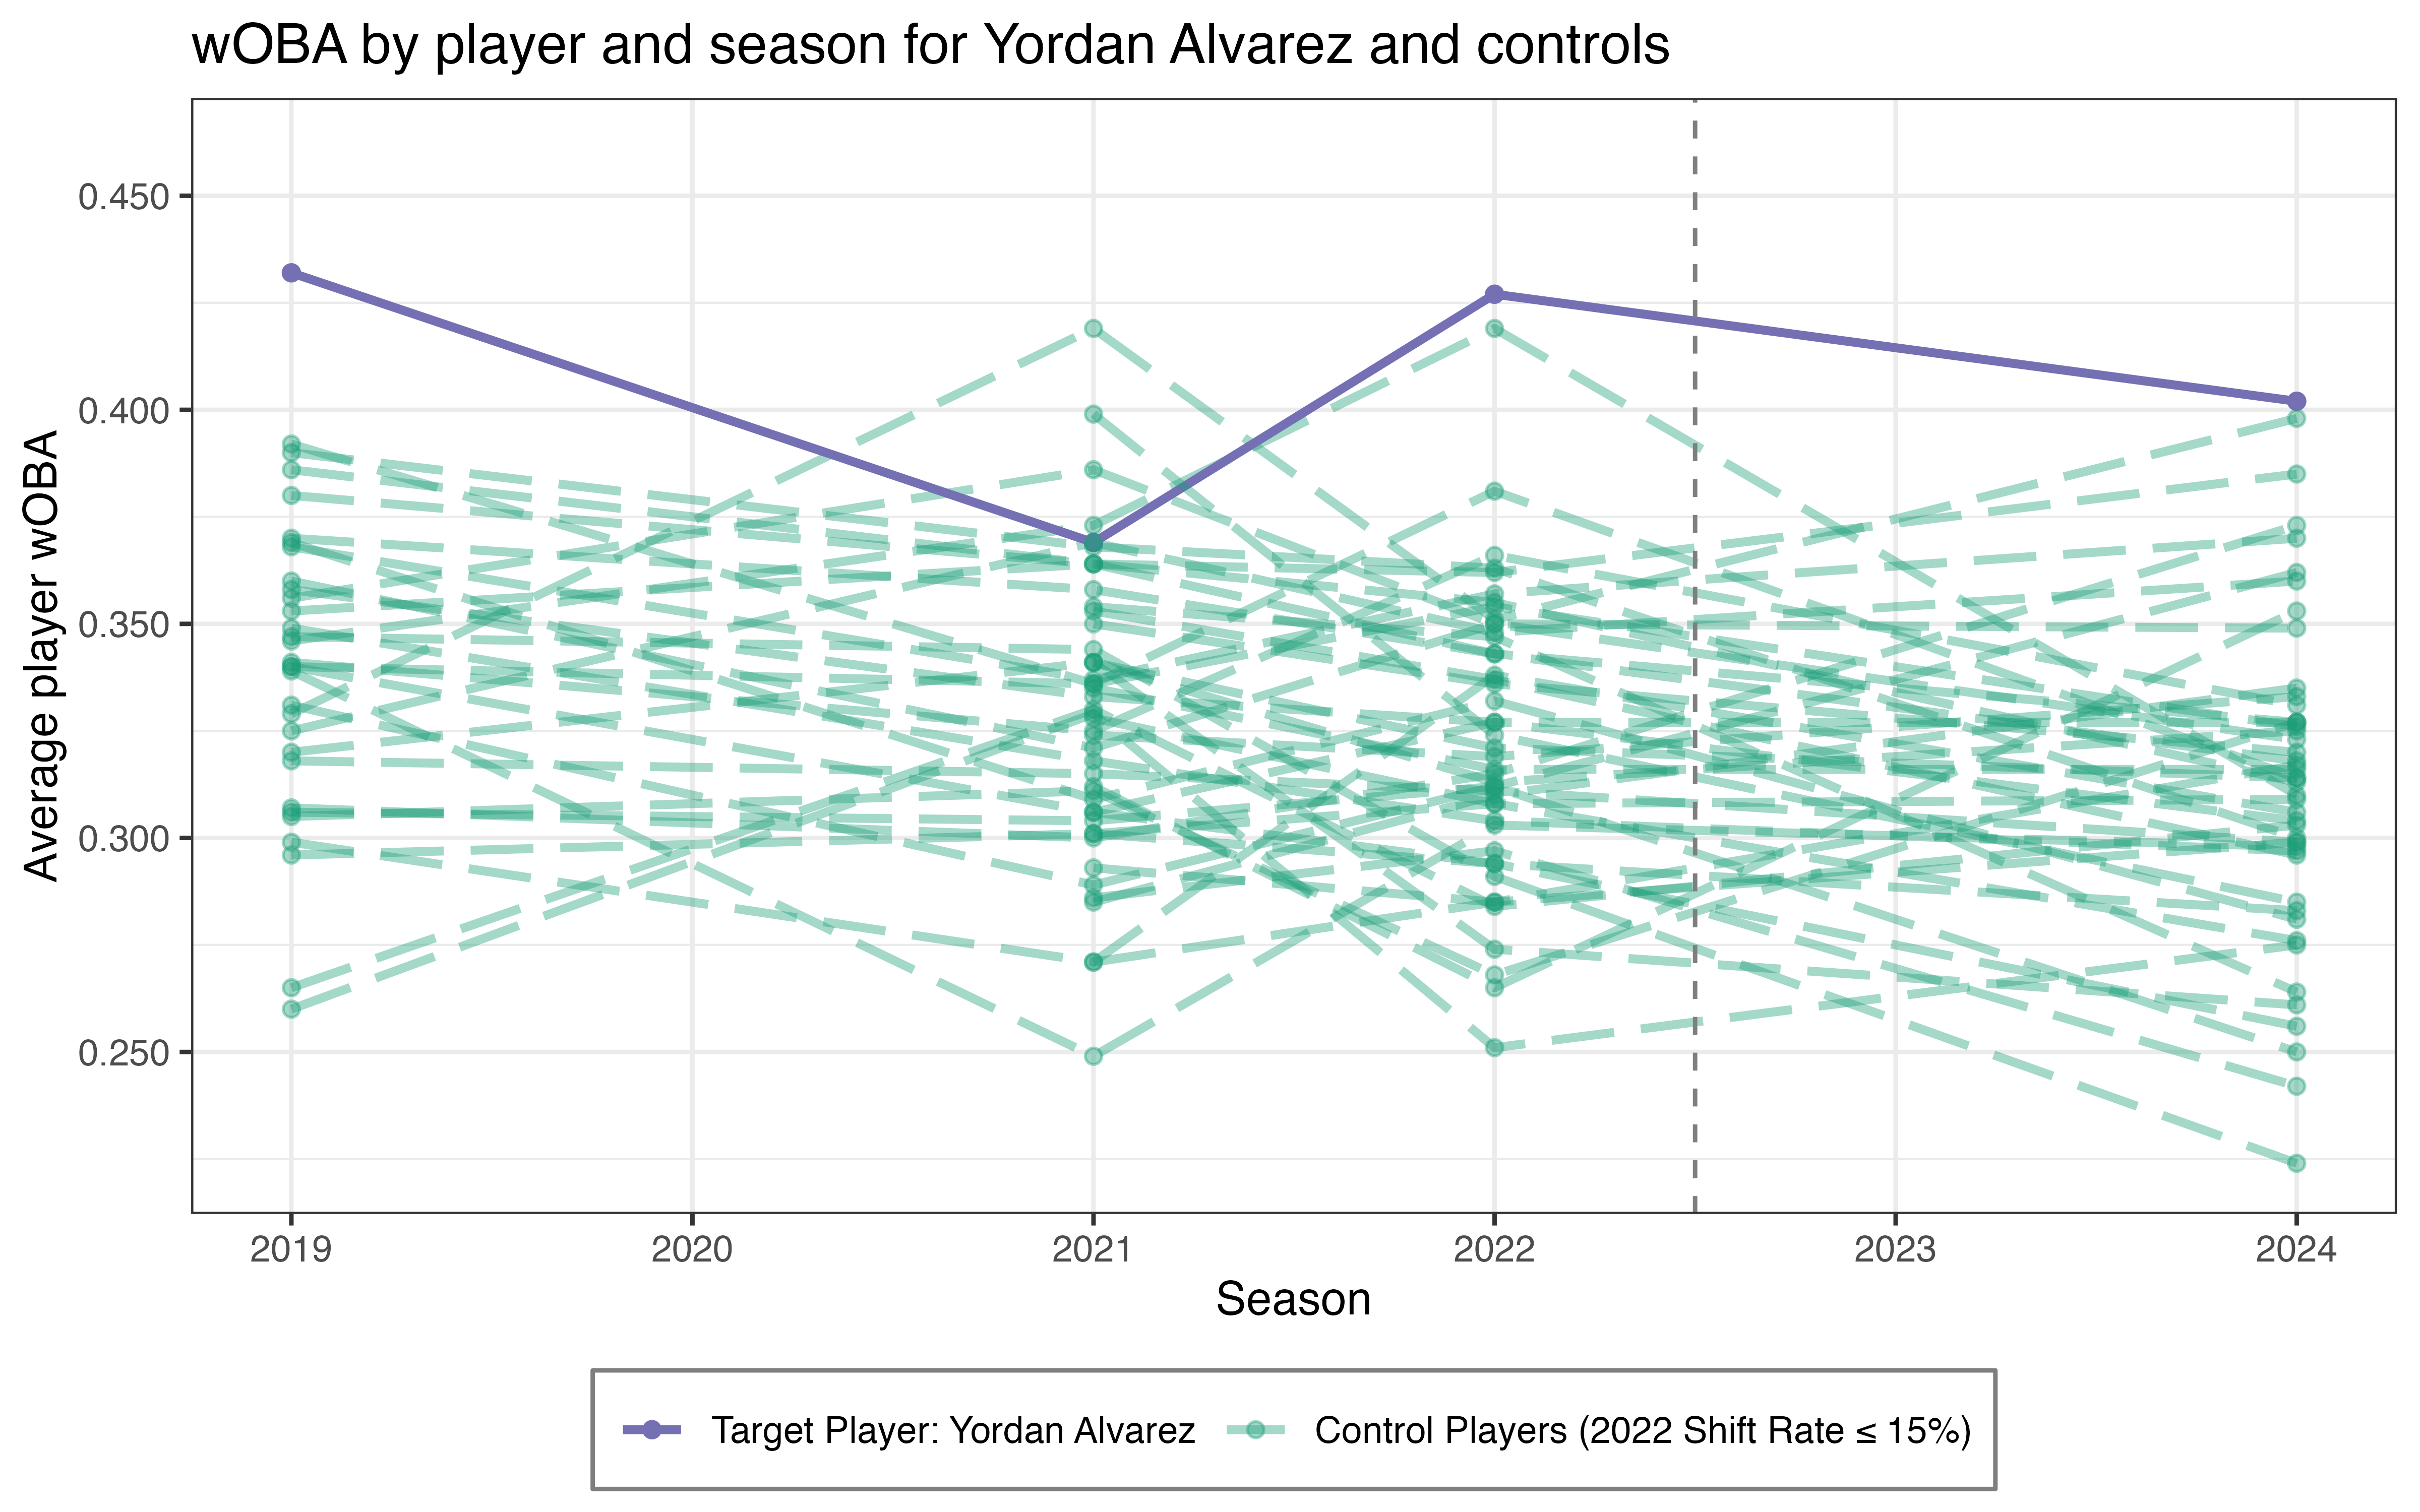 wOBA by player and season for Yordan Alvarez and controls
Average player wOBA
0.450
0.400
0.350
0.300
0.250
2019 2020 2021 2022 2023 2024
Season
Target Player: Yordan Alvarez Control Players (2022 Shift Rate ≤ 15%)